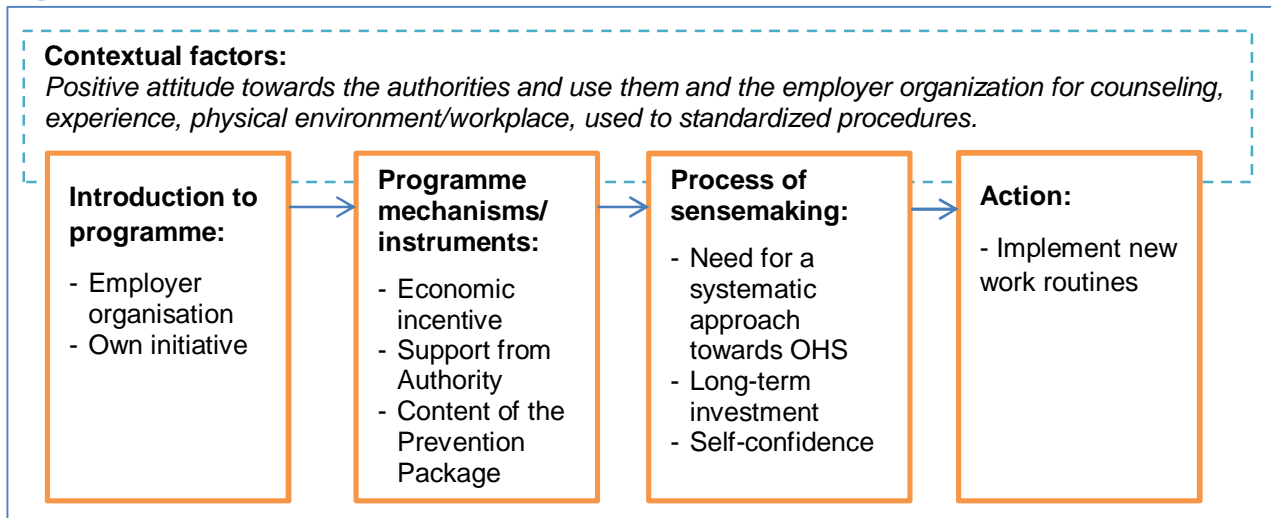 Contextual factors:
Positive attitude towards the authorities and use them and the employer organization for counseling,
experience, physical environment/workplace, used to standardized procedures.
Introduction to
programme:
- Employer
organisation
- Own initiative
Programme
mechanisms/
instruments:
- Economic
incentive
- Support from
Authority
- Content of the
Prevention
Package
Process of
sensemaking:
- Need for a
systematic
approach
towards OHS
- Long-term
investment
- Self-confidence
Action:
- Implement new
work routines